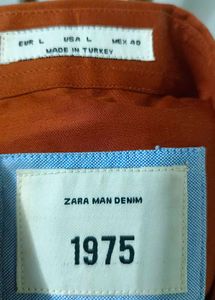 EUR L USA L MEX 40
MADE IN TURKEY
ZARA MAN DENIM
1975